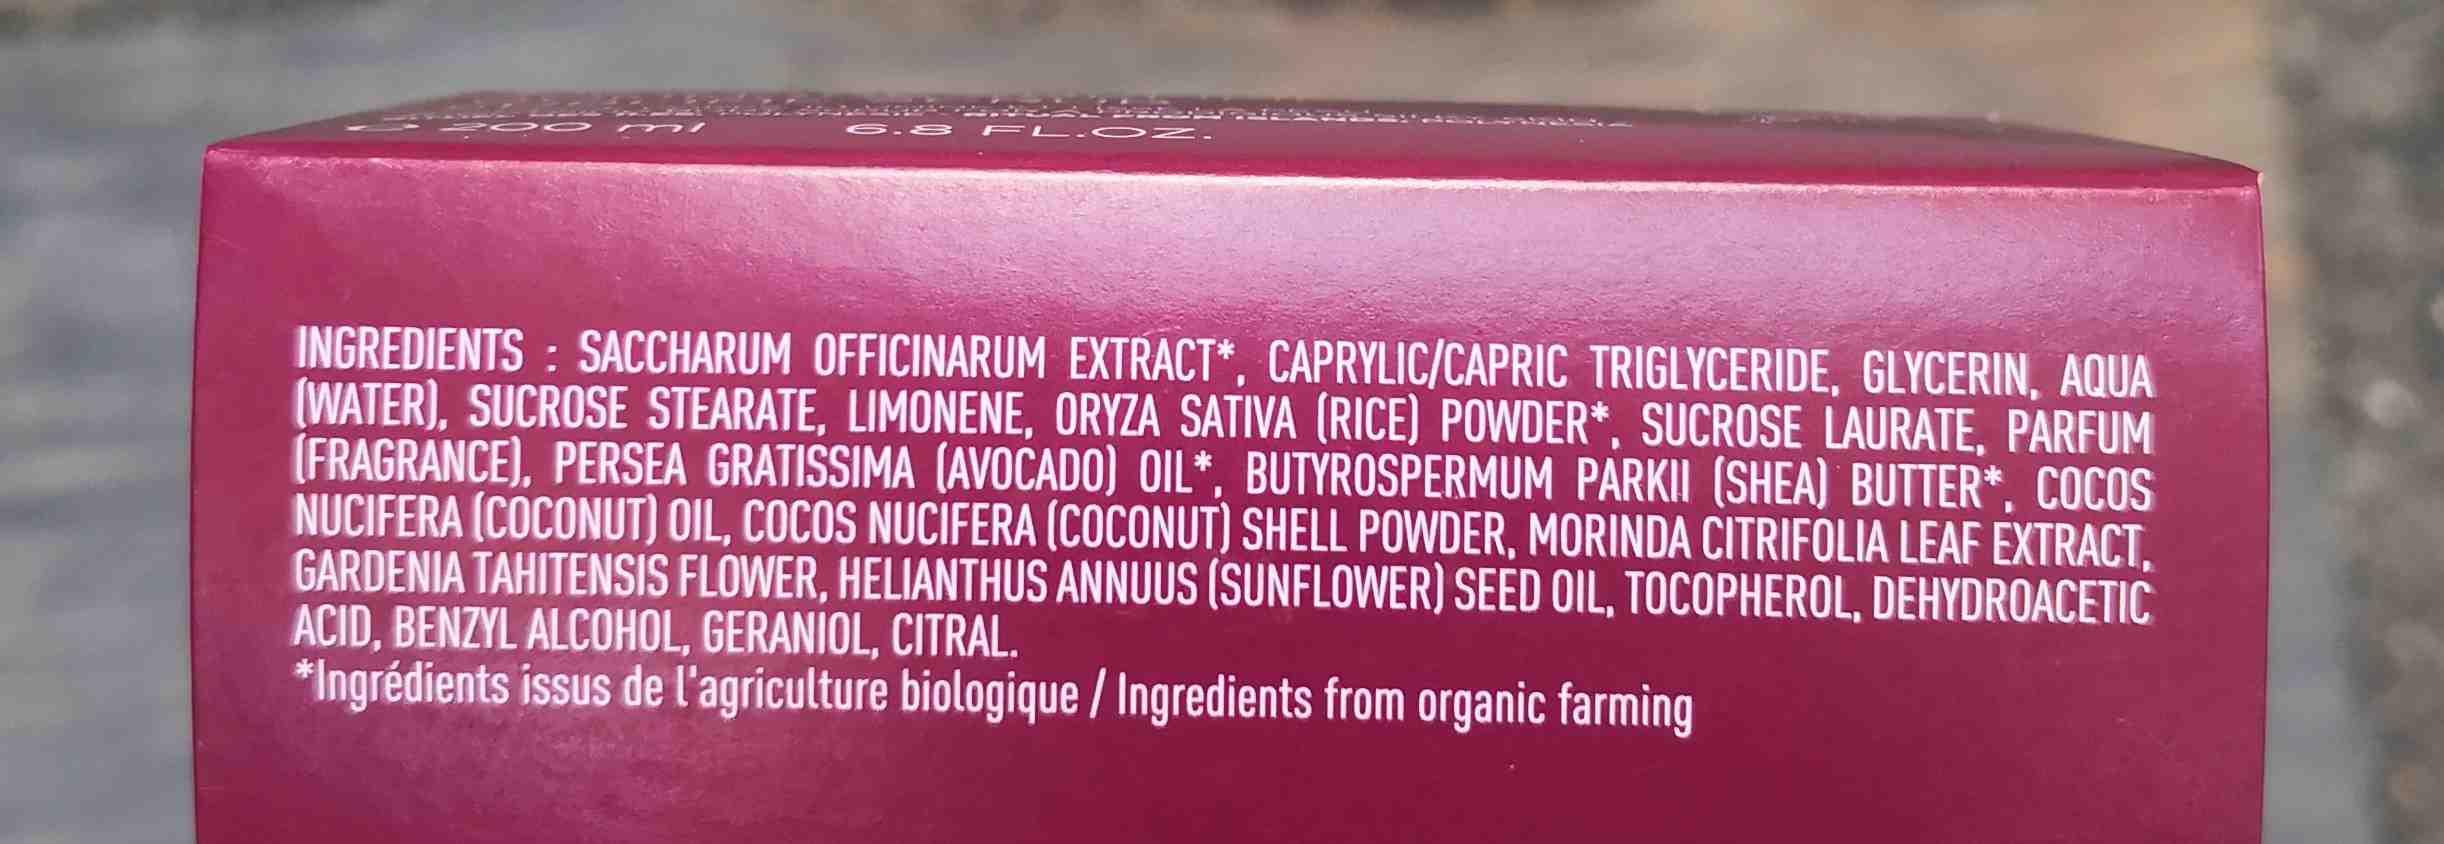 ℮ 200 ml 6.8 FL.OZ.
INGREDIENTS : SACCHARUM OFFICINARUM EXTRACT*, CAPRYLIC/CAPRIC TRIGLYCERIDE, GLYCERIN, AQUA
(WATER), SUCROSE STEARATE, LIMONENE, ORYZA SATIVA (RICE) POWDER*, SUCROSE LAURATE, PARFUM
(FRAGRANCE), PERSEA GRATISSIMA (AVOCADO) OIL*, BUTYROSPERMUM PARKII (SHEA) BUTTER*, COCOS
NUCIFERA (COCONUT) OIL, COCOS NUCIFERA (COCONUT) SHELL POWDER, MORINDA CITRIFOLIA LEAF EXTRACT,
GARDENIA TAHITENSIS FLOWER, HELIANTHUS ANNUUS (SUNFLOWER) SEED OIL, TOCOPHEROL, DEHYDROACETIC
ACID, BENZYL ALCOHOL, GERANIOL, CITRAL.
*Ingrédients issus de l'agriculture biologique / Ingredients from organic farming